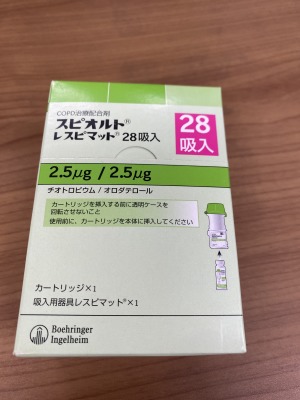 COPD治療配合剤
スピオルト®
レスピマット® 28吸入
28
吸入
2.5μg / 2.5μg
チオトロピウム / オロダテロール
カートリッジを挿入する前に透明ケースを
回転させないこと
使用前に、カートリッジを本体に挿入してください
カートリッジ×1
吸入用器具レスピマット®×1
Boehringer
Ingelheim